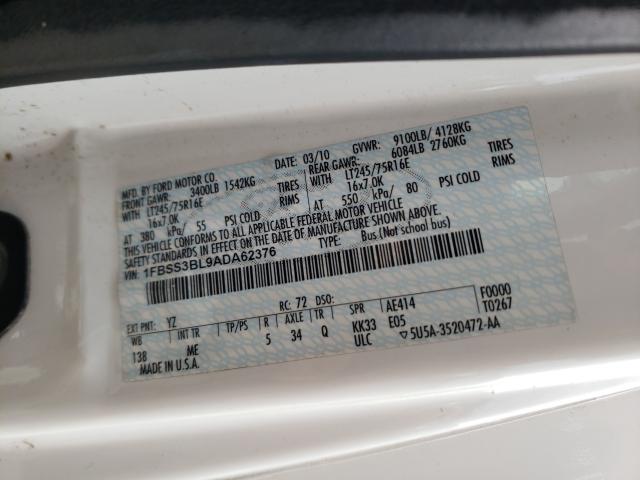 MFD. BY FORD MOTOR CO. DATE: 03/10 GVWR: 9100LB/ 4128KG
FRONT GAWR: 3400LB 1542KG REAR GAWR: 6084LB 2760KG
WITH LT245/75R16E TIRES WITH LT245/75R16E TIRES
16x7.0K RIMS 16x7.0K RIMS
AT 380 kPa/ 55 PSI COLD AT 550 kPa/ 80 PSI COLD
THIS VEHICLE CONFORMS TO ALL APPLICABLE FEDERAL MOTOR VEHICLE
SAFETY STANDARDS IN EFFECT ON THE DATE OF MANUFACTURE SHOWN ABOVE.
1FBSS3BL9ADA62376 TYPE: Bus (Not school bus)
F0000
T0267
EXT PNT: YZ RC: 72 DSO:
WB INT TR TP/PS R AXLE TR SPR AE414
138 ME 5 34 Q KK33 E05
MADE IN U.S.A. ULC ▽5U5A-3520472-AA